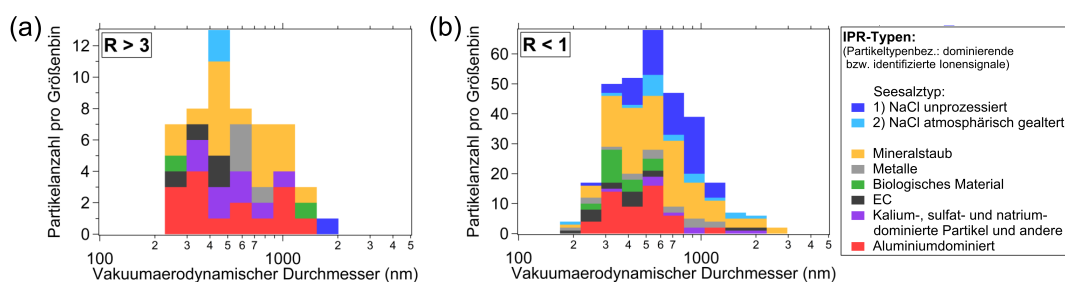 (a)
R > 3
Partikelanzahl pro Größenbin
12
10
8
6
4
2
0
100
2
3
4
5
6
7
1000
2
3
4
5
Vakuumaerodynamischer Durchmesser (nm)
(b)
R < 1
Partikelanzahl pro Größenbin
60
50
40
30
20
10
0
100
2
3
4
5
6
7
1000
2
3
4
5
Vakuumaerodynamischer Durchmesser (nm)
IPR-Typen:
(Partikeltypenbez.: dominierende
bzw. identifizierte Ionensignale)
Seesalztyp:
1) NaCl unprozessiert
2) NaCl atmosphärisch gealtert
Mineralstaub
Metalle
Biologisches Material
EC
Kalium-, sulfat- und natrium-
dominierte Partikel und andere
Aluminiumdominiert